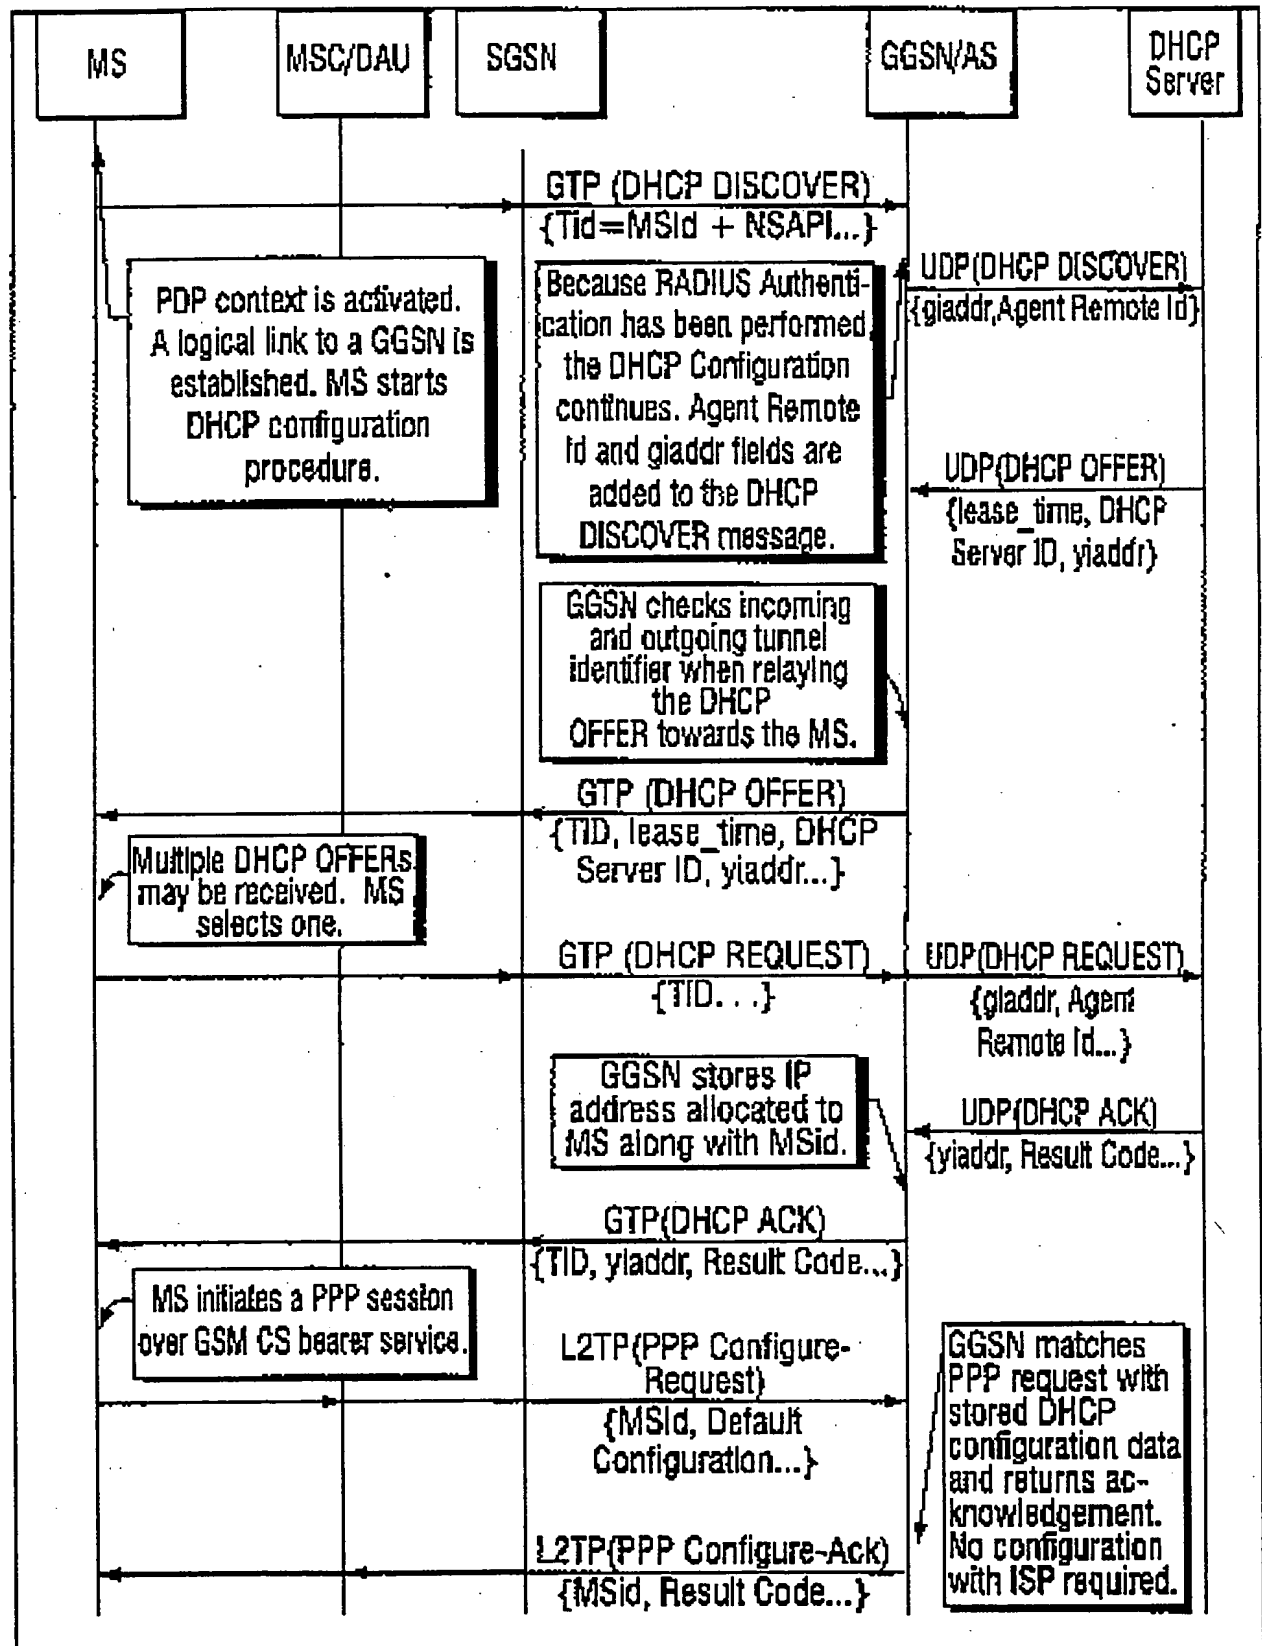 MS
MSC/DAU
SGSN
GGSN/AS
DHCP
Server
GTP (DHCP DISCOVER)
{Tid=MSId + NSAPI...}
PDP context is activated.
A logical link to a GGSN is
established. MS starts
DHCP configuration
procedure.
Because RADIUS Authenti-
cation has been performed
the DHCP Configuration
continues. Agent Remote
Id and giaddr fields are
added to the DHCP
DISCOVER message.
UDP(DHCP DISCOVER)
{giaddr,Agent Remote Id}
UDP(DHCP OFFER)
{lease_time, DHCP
Server ID, yiaddr}
GGSN checks incoming
and outgoing tunnel
identifier when relaying
the DHCP
OFFER towards the MS.
GTP (DHCP OFFER)
{TID, lease_time, DHCP
Server ID, yiaddr...}
Multiple DHCP OFFERs
may be received. MS
selects one.
GTP (DHCP REQUEST)
{TID. . .}
UDP(DHCP REQUEST)
{giaddr, Agent
Remote Id...}
GGSN stores IP
address allocated to
MS along with MSid.
UDP(DHCP ACK)
{yiaddr, Result Code...}
GTP(DHCP ACK)
{TID, yiaddr, Result Code...}
MS initiates a PPP session
over GSM CS bearer service.
L2TP(PPP Configure-
Request)
{MSId, Default
Configuration...}
GGSN matches
PPP request with
stored DHCP
configuration data
and returns ac-
knowledgement.
No configuration
with ISP required.
L2TP(PPP Configure-Ack)
{MSid, Result Code...}